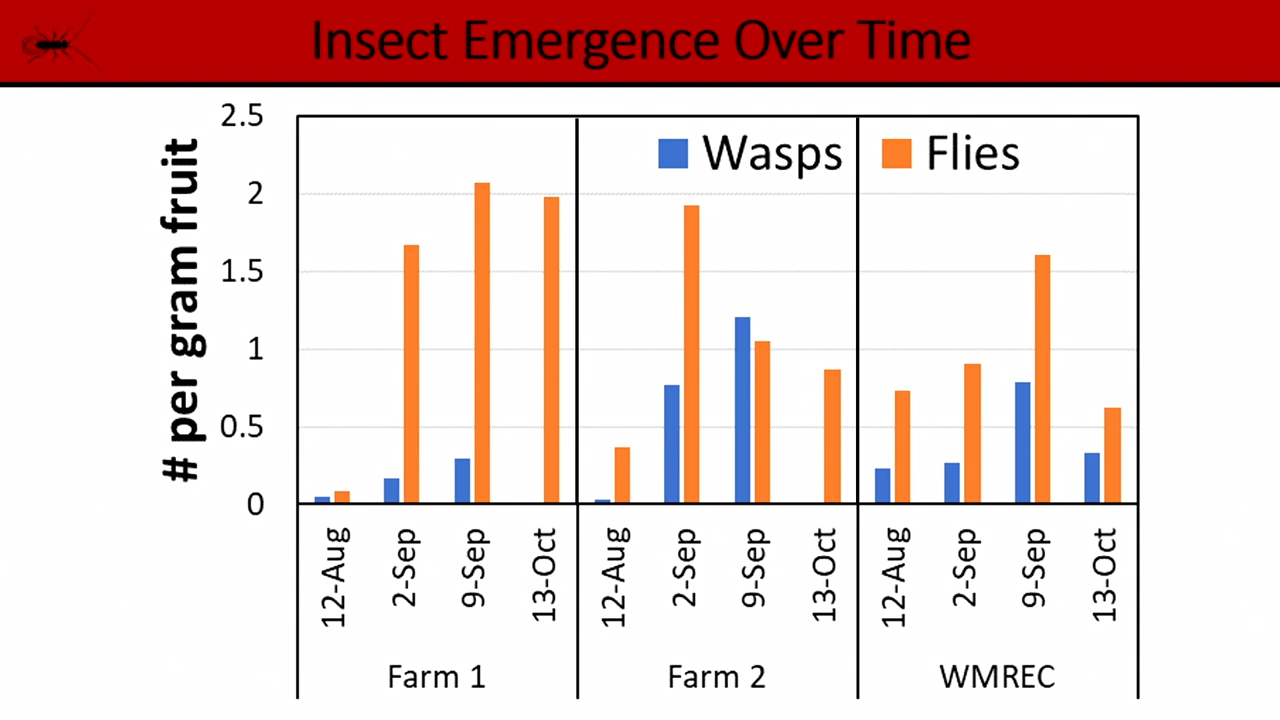 Insect Emergence Over Time
# per gram fruit
2.5
2
1.5
1
0.5
0
Wasps
Flies
12-Aug
2-Sep
9-Sep
13-Oct
12-Aug
2-Sep
9-Sep
13-Oct
12-Aug
2-Sep
9-Sep
13-Oct
Farm 1
Farm 2
WMREC